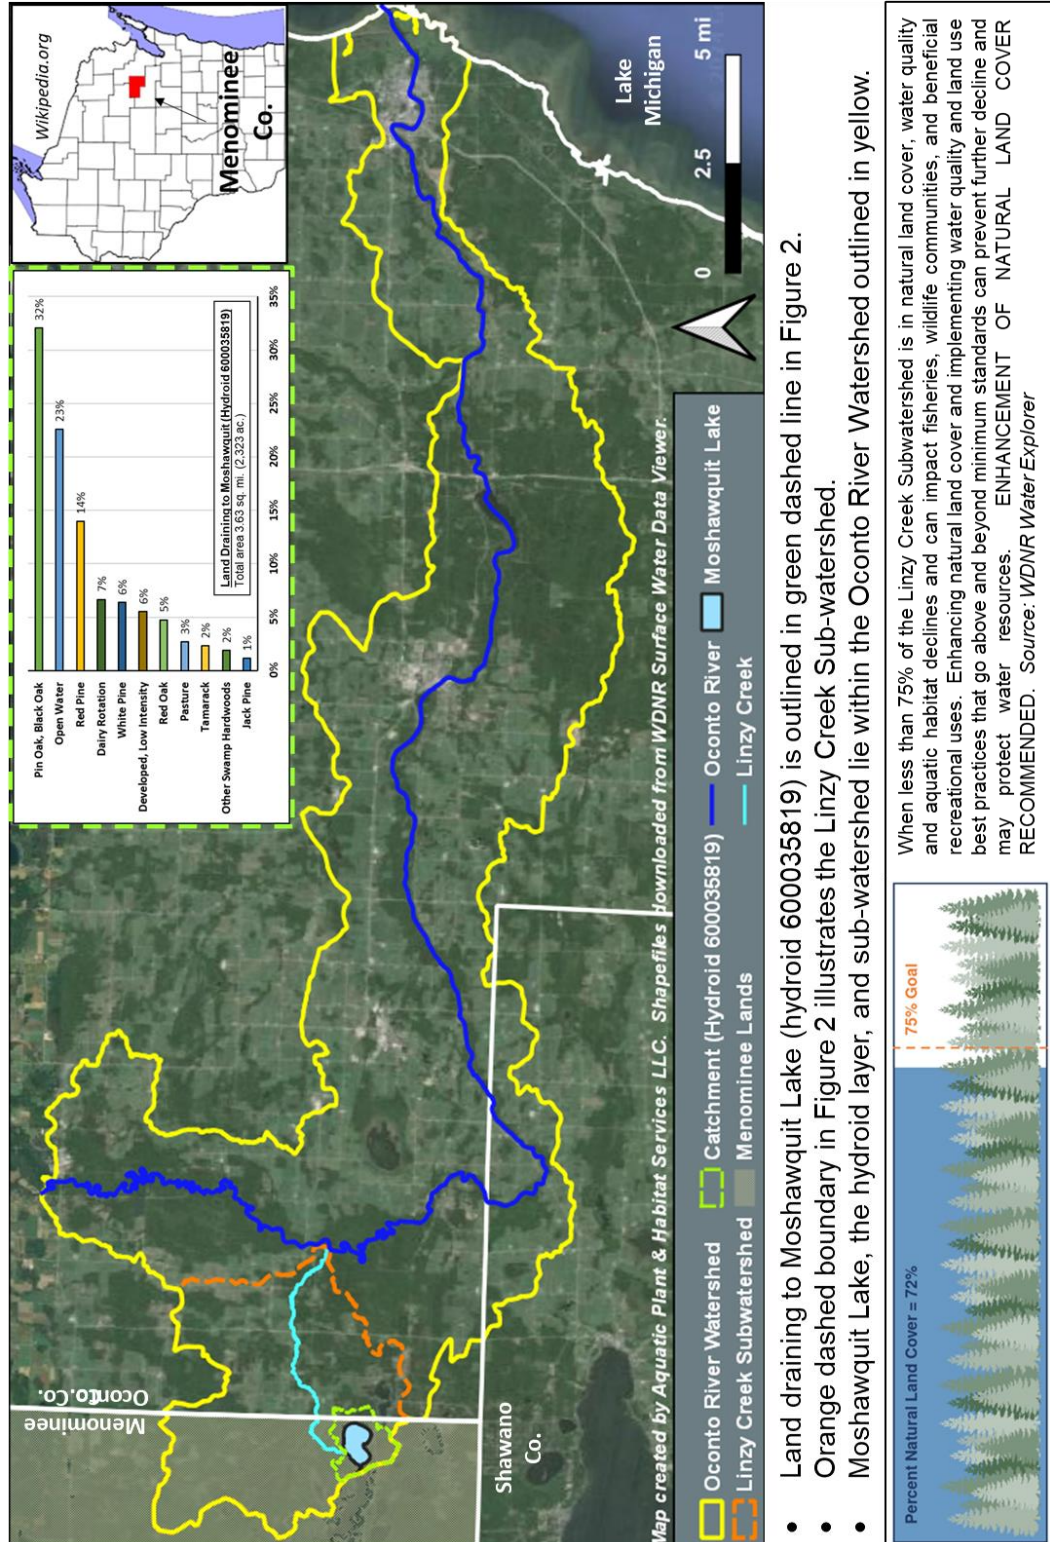 Wikipedia.org
Menominee
Co.
Pin Oak, Black Oak 32%
Open Water 23%
Red Pine 14%
Dairy Rotation 7%
White Pine 6%
Developed, Low Intensity 6%
Red Oak 5%
Pasture 3%
Tamarack 2%
Other Swamp Hardwoods 2%
Jack Pine 1%
0% 5% 10% 15% 20% 25% 30% 35%
Land Draining to Moshawquit (Hydroid 600035819)
Total area 3.63 sq. mi. (2,323 ac.)
Menominee
Oconto.Co.
Shawano
Co.
Lake
Michigan
0 2.5 5 mi
Map created by Aquatic Plant & Habitat Services LLC. Shapefiles downloaded from WDNR Surface Water Data Viewer.
Oconto River Watershed Catchment (Hydroid 600035819) Oconto River Moshawquit Lake
Linzy Creek Subwatershed Menominee Lands Linzy Creek
• Land draining to Moshawquit Lake (hydroid 600035819) is outlined in green dashed line in Figure 2.
• Orange dashed boundary in Figure 2 illustrates the Linzy Creek Sub-watershed.
• Moshawquit Lake, the hydroid layer, and sub-watershed lie within the Oconto River Watershed outlined in yellow.
Percent Natural Land Cover = 72%
75% Goal
When less than 75% of the Linzy Creek Subwatershed is in natural land cover, water quality
and aquatic habitat declines and can impact fisheries, wildlife communities, and beneficial
recreational uses. Enhancing natural land cover and implementing water quality and land use
best practices that go above and beyond minimum standards can prevent further decline and
may protect water resources. ENHANCEMENT OF NATURAL LAND COVER
RECOMMENDED. Source: WDNR Water Explorer